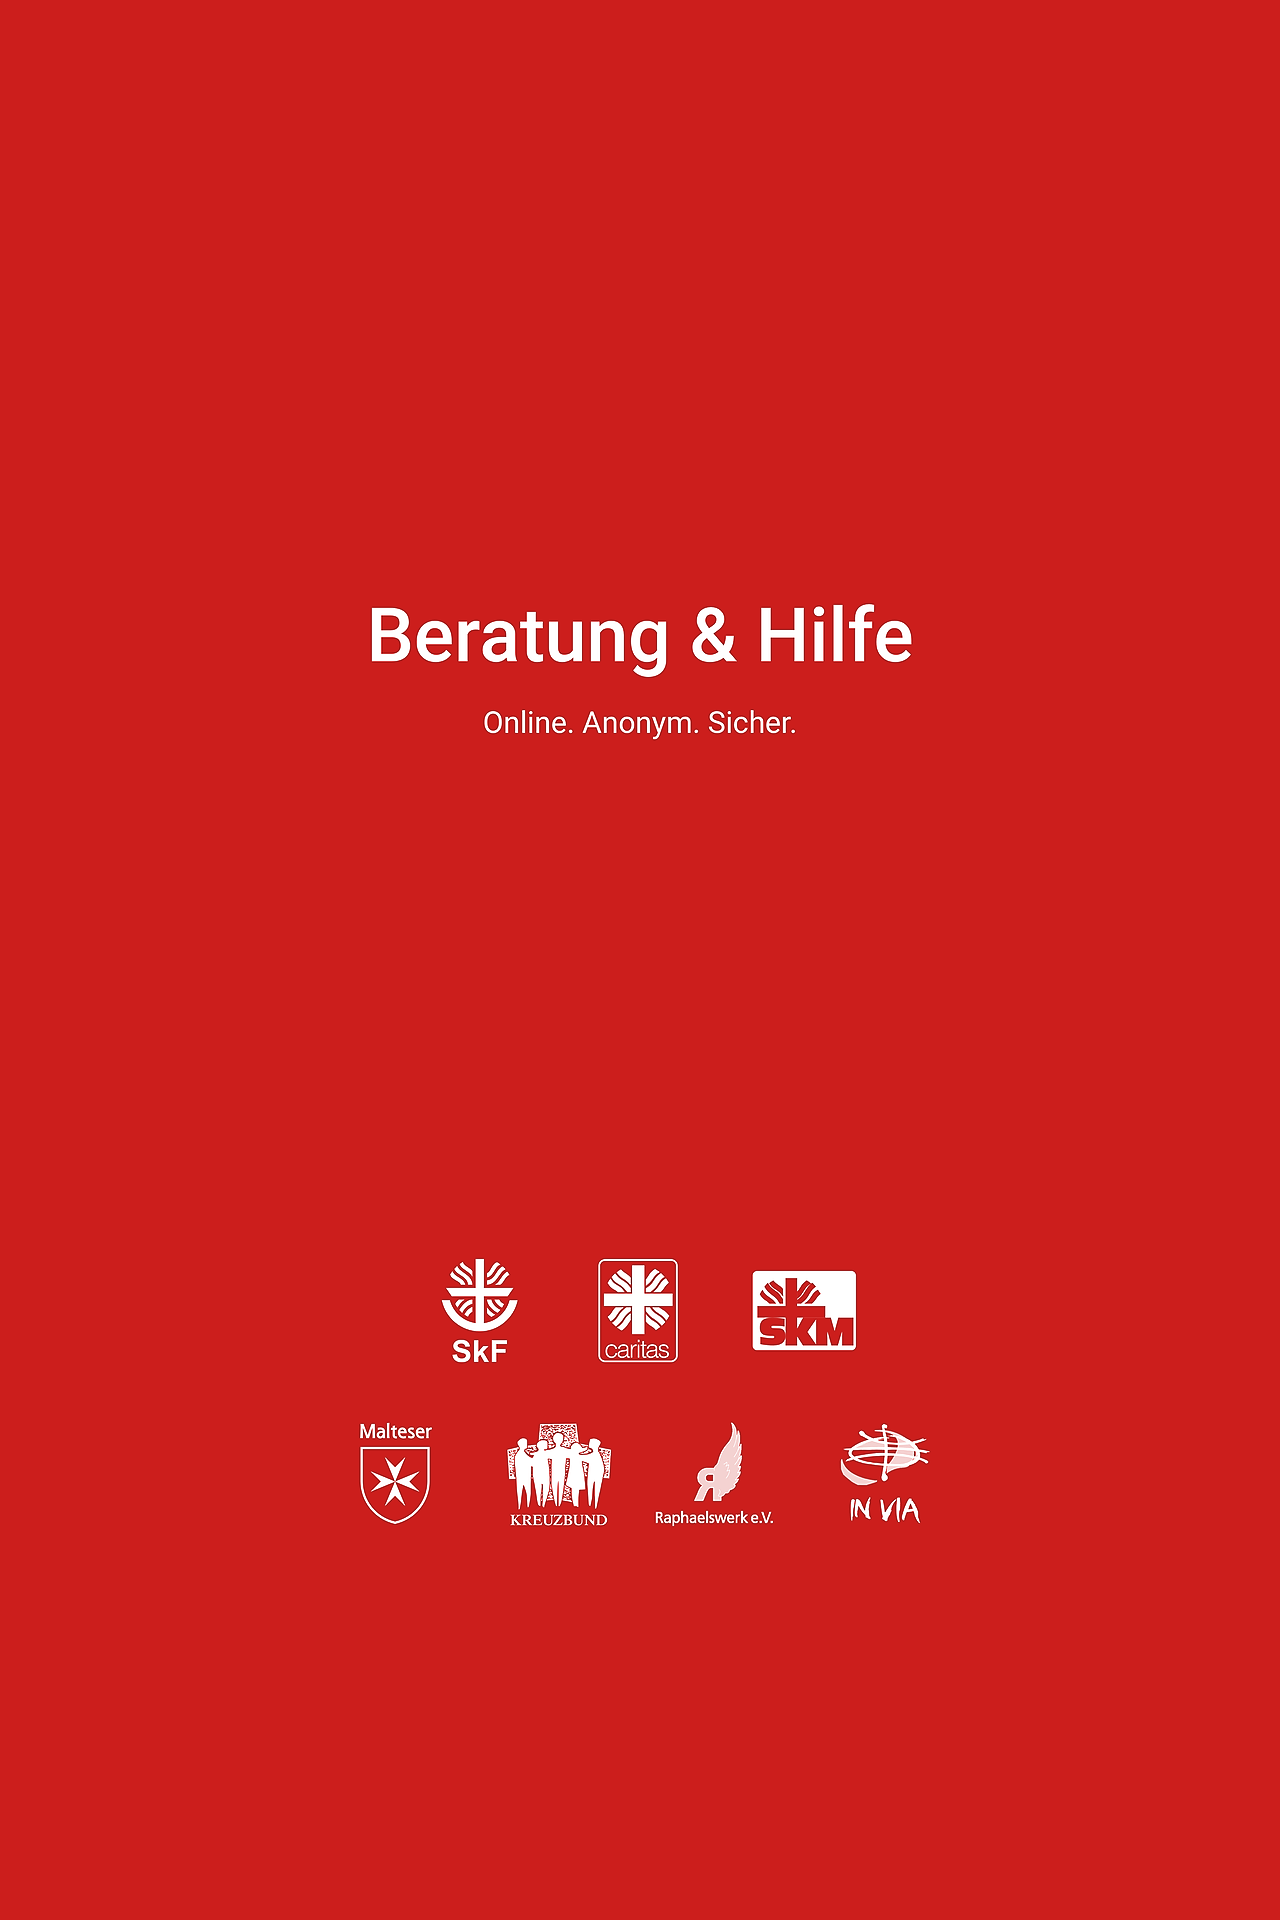 Beratung & Hilfe
Online. Anonym. Sicher.
SkF
caritas
SKM
Malteser
KREUZBUND
Raphaelswerk e.V.
IN VIA